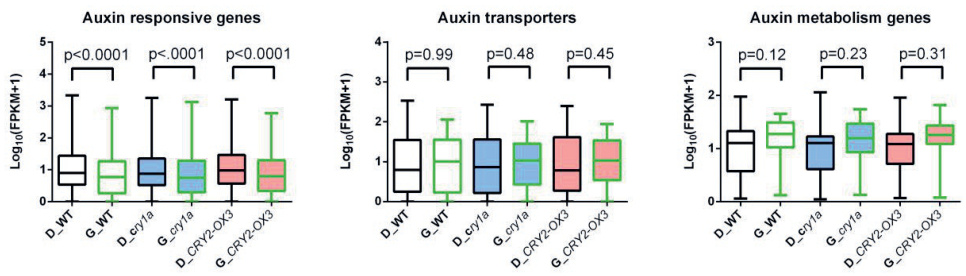 Auxin responsive genes
Log10(FPKM+1)
5
4
3
2
1
0
p<0.0001
<.0001
p<0.0001
D_WT
G_WT
D_cry1a
G_cry1a
D_CRY2-OX3
G_CRY2-OX3
Auxin transporters
Log10(FPKM+1)
4
3
2
1
0
p=0.99
p=0.48
p=0.45
D_WT
G_WT
D_cry1a
G_cry1a
D_CRY2-OX3
G_CRY2-OX3
Auxin metabolism genes
Log10(FPKM+1)
3
2
1
0
p=0.12
p=0.23
p=0.31
D_WT
G_WT
D_cry1a
G_cry1a
D_CRY2-OX3
G_CRY2-OX3